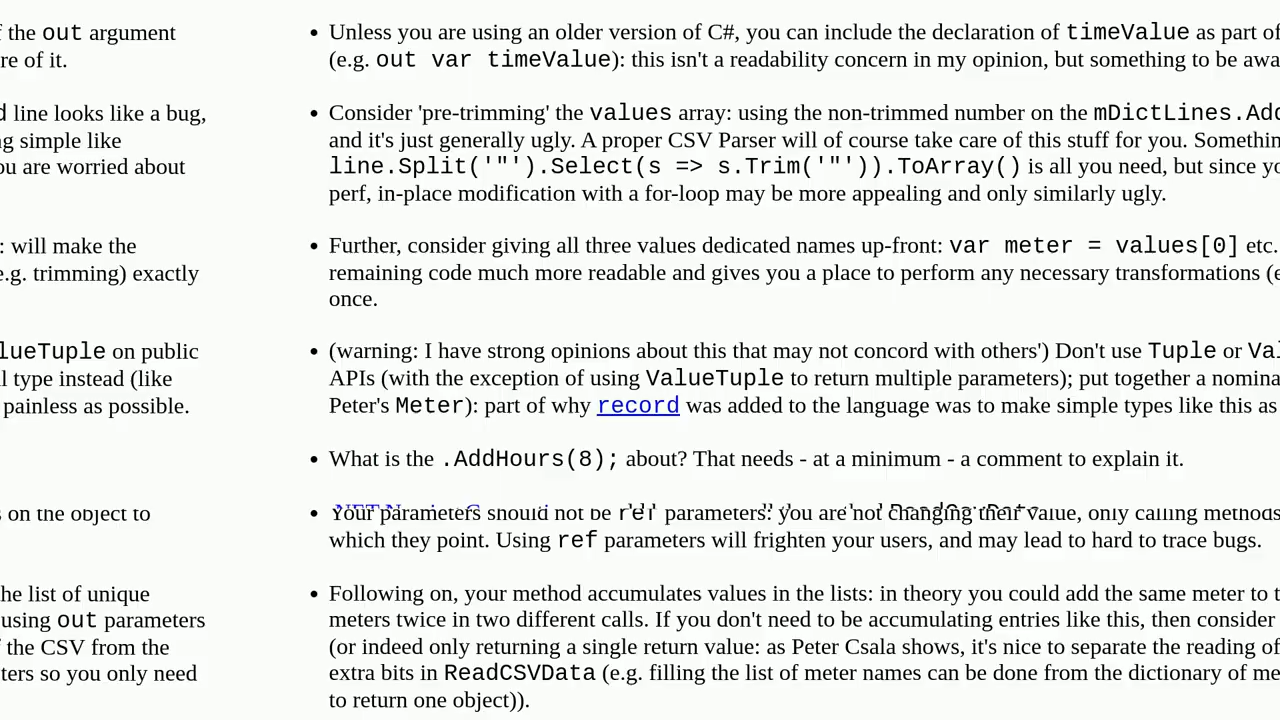 f the out argument
re of it.
d line looks like a bug,
ng simple like
ou are worried about
: will make the
e.g. trimming) exactly
lueTuple on public
l type instead (like
painless as possible.
s on the object to
he list of unique
using out parameters
f the CSV from the
ters so you only need
• Unless you are using an older version of C#, you can include the declaration of timeValue as part of
(e.g. out var timeValue): this isn't a readability concern in my opinion, but something to be awa
• Consider 'pre-trimming' the values array: using the non-trimmed number on the mDictLines.Add
and it's just generally ugly. A proper CSV Parser will of course take care of this stuff for you. Somethin
line.Split('"').Select(s => s.Trim('"')).ToArray() is all you need, but since yo
perf, in-place modification with a for-loop may be more appealing and only similarly ugly.
• Further, consider giving all three values dedicated names up-front: var meter = values[0] etc.
remaining code much more readable and gives you a place to perform any necessary transformations (e
once.
• (warning: I have strong opinions about this that may not concord with others') Don't use Tuple or Val
APIs (with the exception of using ValueTuple to return multiple parameters); put together a nomina
Peter's Meter): part of why record was added to the language was to make simple types like this as
• What is the .AddHours(8); about? That needs - at a minimum - a comment to explain it.
• Your parameters should not be ref parameters: you are not changing their value, only calling methods
which they point. Using ref parameters will frighten your users, and may lead to hard to trace bugs.
• Following on, your method accumulates values in the lists: in theory you could add the same meter to t
meters twice in two different calls. If you don't need to be accumulating entries like this, then consider
(or indeed only returning a single return value: as Peter Csala shows, it's nice to separate the reading of
extra bits in ReadCSVData (e.g. filling the list of meter names can be done from the dictionary of me
to return one object)).